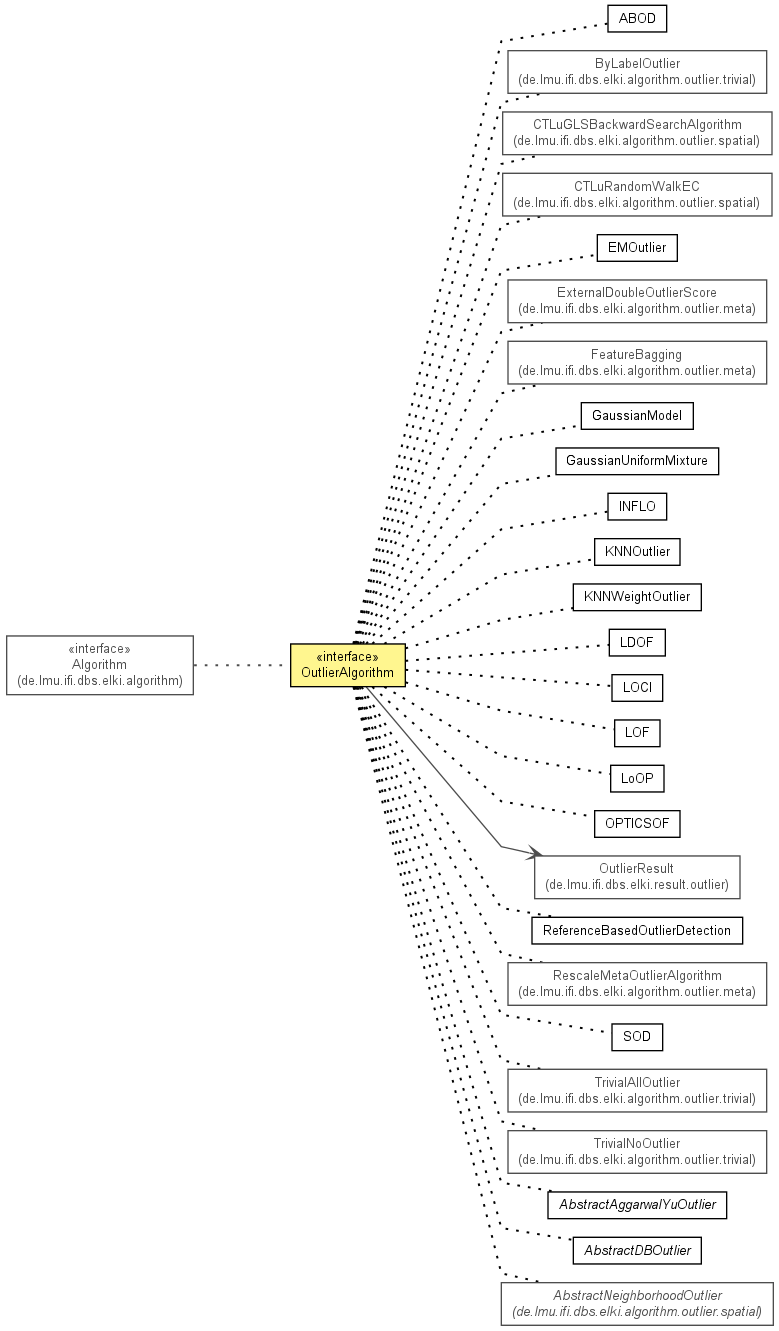 ABOD
ByLabelOutlier
(de.lmu.ifi.dbs.elki.algorithm.outlier.trivial)
CTLuGLSBackwardSearchAlgorithm
(de.lmu.ifi.dbs.elki.algorithm.outlier.spatial)
CTLuRandomWalkEC
(de.lmu.ifi.dbs.elki.algorithm.outlier.spatial)
EMOutlier
ExternalDoubleOutlierScore
(de.lmu.ifi.dbs.elki.algorithm.outlier.meta)
FeatureBagging
(de.lmu.ifi.dbs.elki.algorithm.outlier.meta)
GaussianModel
GaussianUniformMixture
INFLO
KNNOutlier
KNNWeightOutlier
«interface»
Algorithm
(de.lmu.ifi.dbs.elki.algorithm)
«interface»
OutlierAlgorithm
LDOF
LOCI
LOF
LoOP
OPTICSOF
OutlierResult
(de.lmu.ifi.dbs.elki.result.outlier)
ReferenceBasedOutlierDetection
RescaleMetaOutlierAlgorithm
(de.lmu.ifi.dbs.elki.algorithm.outlier.meta)
SOD
TrivialAllOutlier
(de.lmu.ifi.dbs.elki.algorithm.outlier.trivial)
TrivialNoOutlier
(de.lmu.ifi.dbs.elki.algorithm.outlier.trivial)
AbstractAggarwalYuOutlier
AbstractDBOutlier
AbstractNeighborhoodOutlier
(de.lmu.ifi.dbs.elki.algorithm.outlier.spatial)